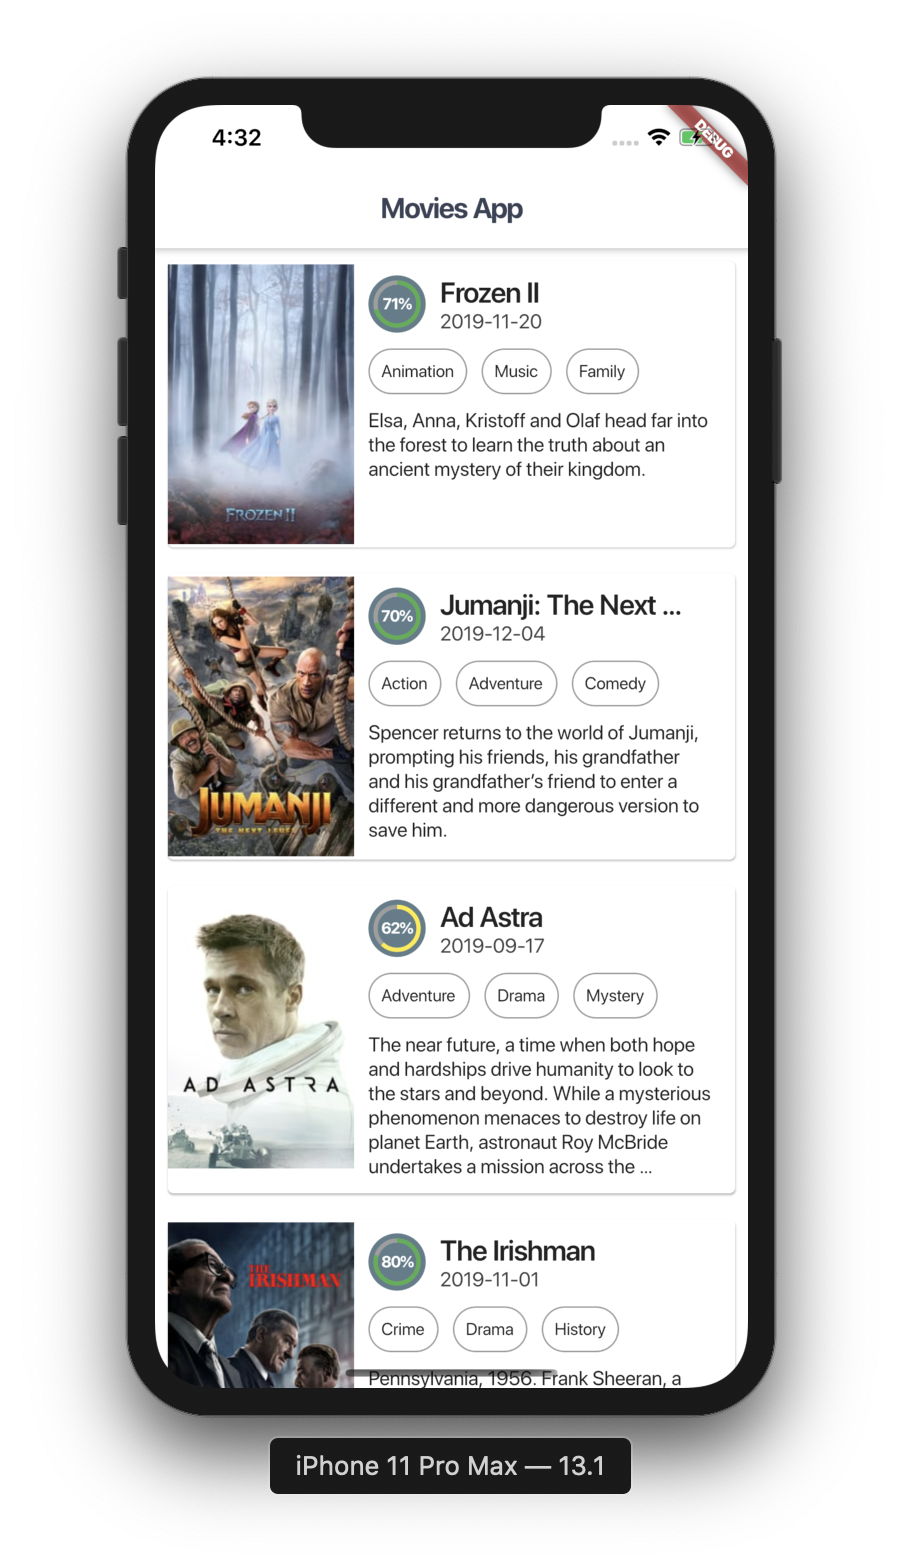 4:32
DEBUG
Movies App
FROZEN II
71%
Frozen II
2019-11-20
Animation Music Family
Elsa, Anna, Kristoff and Olaf head far into
the forest to learn the truth about an
ancient mystery of their kingdom.
JUMANJI
THE NEXT LEVEL
70%
Jumanji: The Next ...
2019-12-04
Action Adventure Comedy
Spencer returns to the world of Jumanji,
prompting his friends, his grandfather
and his grandfather’s friend to enter a
different and more dangerous version to
save him.
AD ASTRA
62%
Ad Astra
2019-09-17
Adventure Drama Mystery
The near future, a time when both hope
and hardships drive humanity to look to
the stars and beyond. While a mysterious
phenomenon menaces to destroy life on
planet Earth, astronaut Roy McBride
undertakes a mission across the ...
THE
IRISHMAN
80%
The Irishman
2019-11-01
Crime Drama History
Pennsylvania, 1956. Frank Sheeran, a
iPhone 11 Pro Max — 13.1